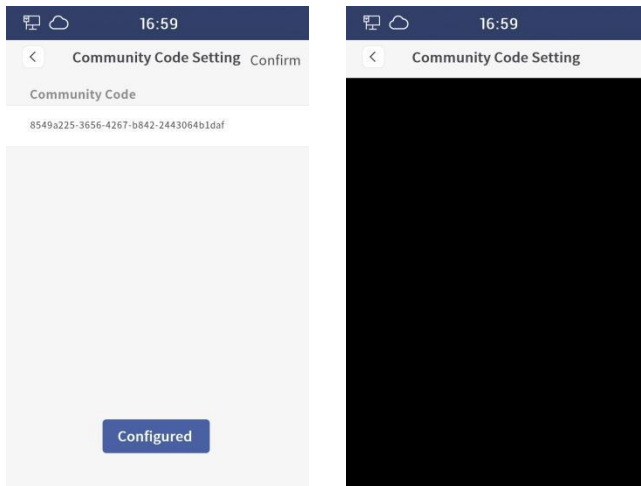 16:59
Community Code Setting Confirm
Community Code
8549a225-3656-4267-b842-2443064b1daf
Configured
16:59
Community Code Setting